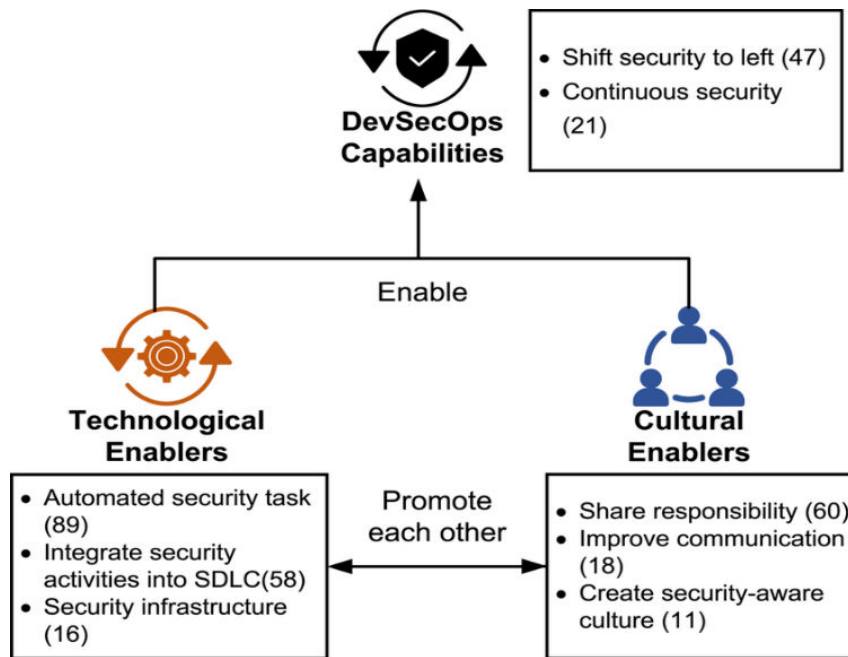 DevSecOps
Capabilities
• Shift security to left (47)
• Continuous security
(21)
Enable
Technological
Enablers
• Automated security task
(89)
• Integrate security
activities into SDLC(58)
• Security infrastructure
(16)
Promote
each other
Cultural
Enablers
• Share responsibility (60)
• Improve communication
(18)
• Create security-aware
culture (11)